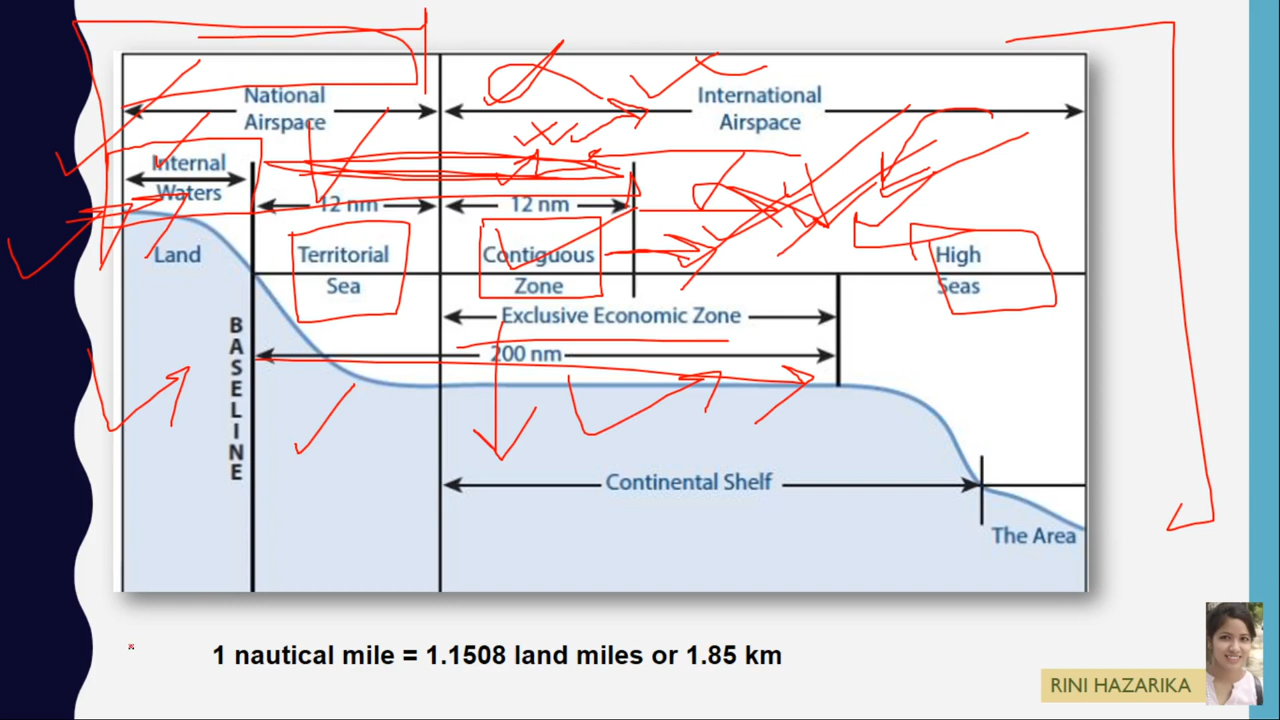 National
Airspace
International
Airspace
Internal
Waters
12 nm
12 nm
Land
Territorial
Sea
Contiguous
Zone
High
Seas
Exclusive Economic Zone
200 nm
BASELINE
Continental Shelf
The Area
1 nautical mile = 1.1508 land miles or 1.85 km
RINI HAZARIKA